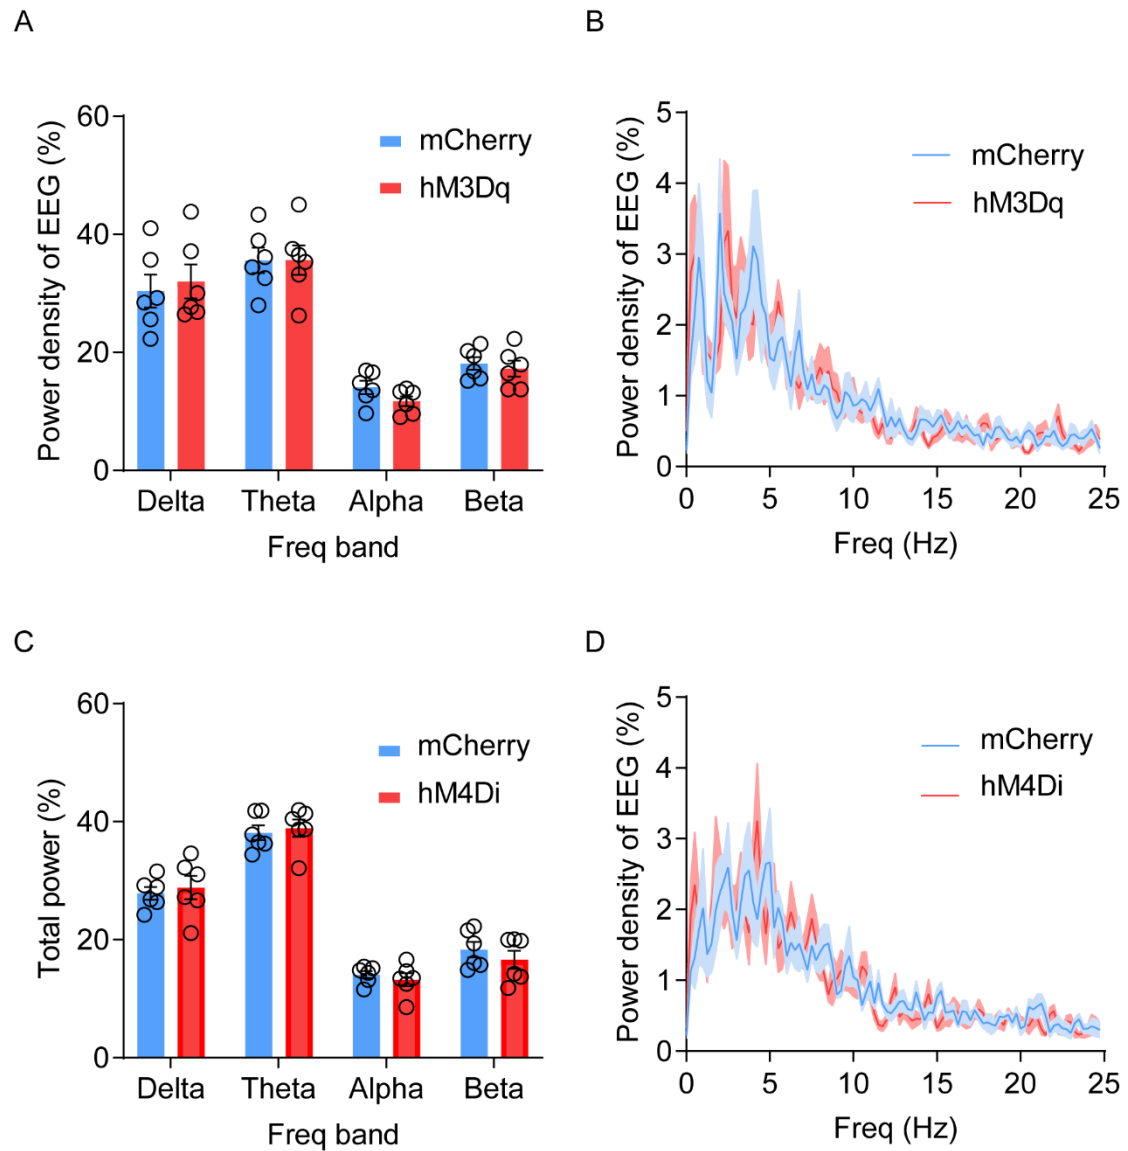 A
Power density of EEG (%)
60
40
20
0
mCherry
hM3Dq
Delta Theta Alpha Beta
Freq band
B
Power density of EEG (%)
5
4
3
2
1
0
mCherry
hM3Dq
0 5 10 15 20 25
Freq (Hz)
C
Total power (%)
60
40
20
0
mCherry
hM4Di
Delta Theta Alpha Beta
Freq band
D
Power density of EEG (%)
5
4
3
2
1
0
mCherry
hM4Di
0 5 10 15 20 25
Freq (Hz)